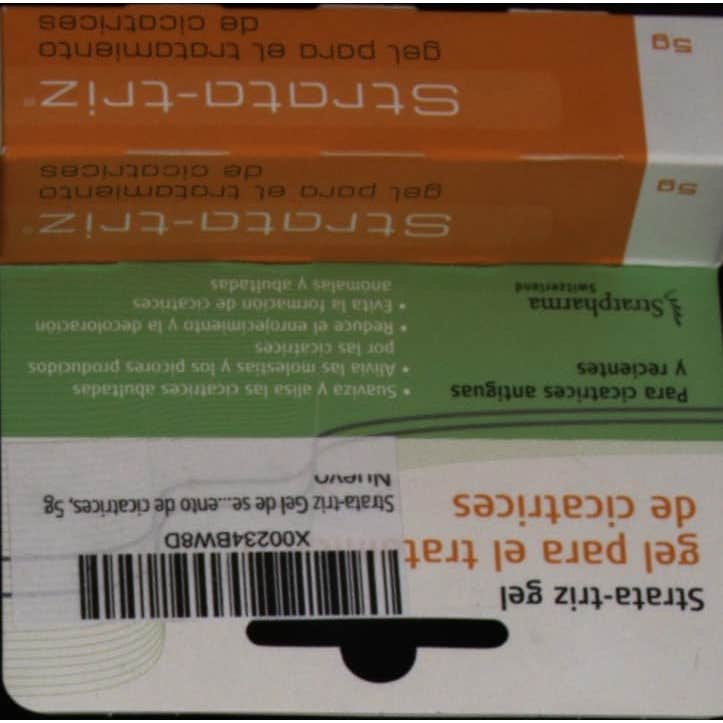 Strata-triz gel
gel para el trat
de cicatrices
X00234BW8D
Strata-triz Gel de se...ento de cicatrices, 5g
Nuevo
Para cicatrices antiguas
y recientes
Stratpharma
Switzerland
• Suaviza y alisa las cicatrices abultadas
• Alivia las molestias y los picores producidos
por las cicatrices
• Reduce el enrojecimiento y la decoloración
• Evita la formación de cicatrices
anomalas y abultadas
5g
Strata-triz®
gel para el tratamiento
de cicatrices
5g
Strata-triz®
gel para el tratamiento
de cicatrices